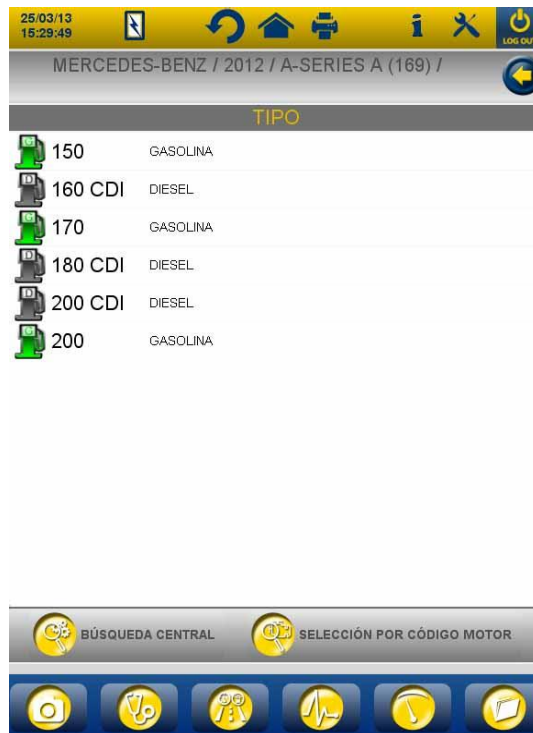 25/03/13
15:29:49
LOG OU
MERCEDES-BENZ / 2012 / A-SERIES A (169) /
TIPO
G 150 GASOLINA
D 160 CDI DIESEL
G 170 GASOLINA
D 180 CDI DIESEL
D 200 CDI DIESEL
G 200 GASOLINA
BÚSQUEDA CENTRAL SELECCIÓN POR CÓDIGO MOTOR